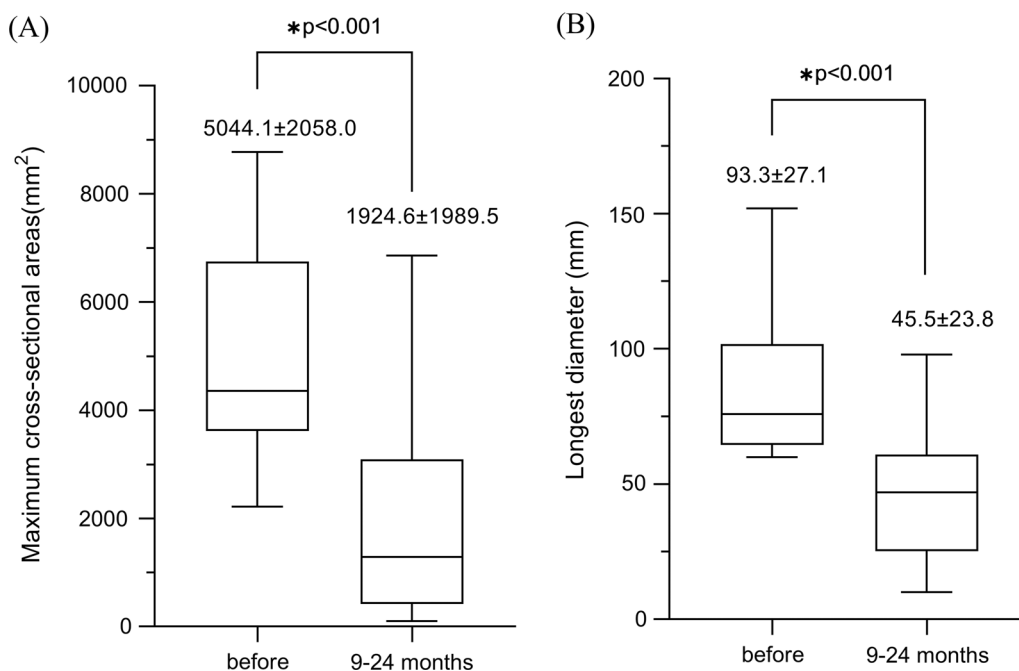 (A)
*p<0.001
Maximum cross-sectional areas(mm²)
10000
8000
6000
4000
2000
0
5044.1±2058.0
1924.6±1989.5
before
9-24 months
(B)
*p<0.001
Longest diameter (mm)
200
150
100
50
0
93.3±27.1
45.5±23.8
before
9-24 months